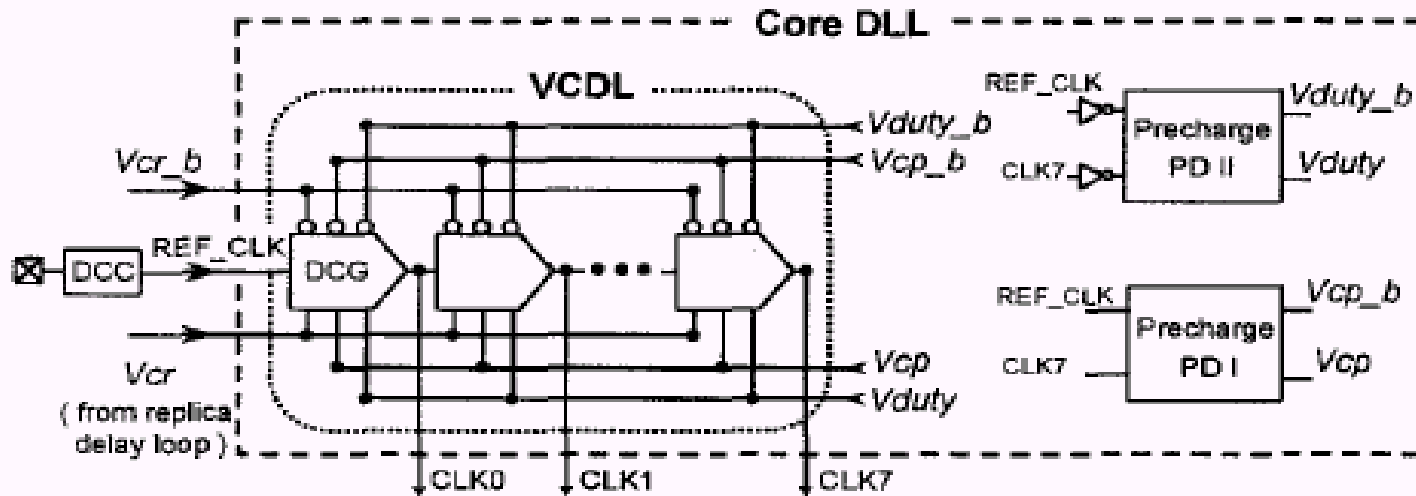 Core DLL
VCDL
REF_CLK
Vduty_b
Vduty_b
Precharge
PD II
Vcp_b
Vcr_b
CLK7
Vduty
REF_CLK
DCC
DCG
REF_CLK
Vcp_b
Precharge
PD I
Vcr
Vcp
CLK7
Vcp
Vduty
( from replica
delay loop )
CLK0
CLK1
CLK7